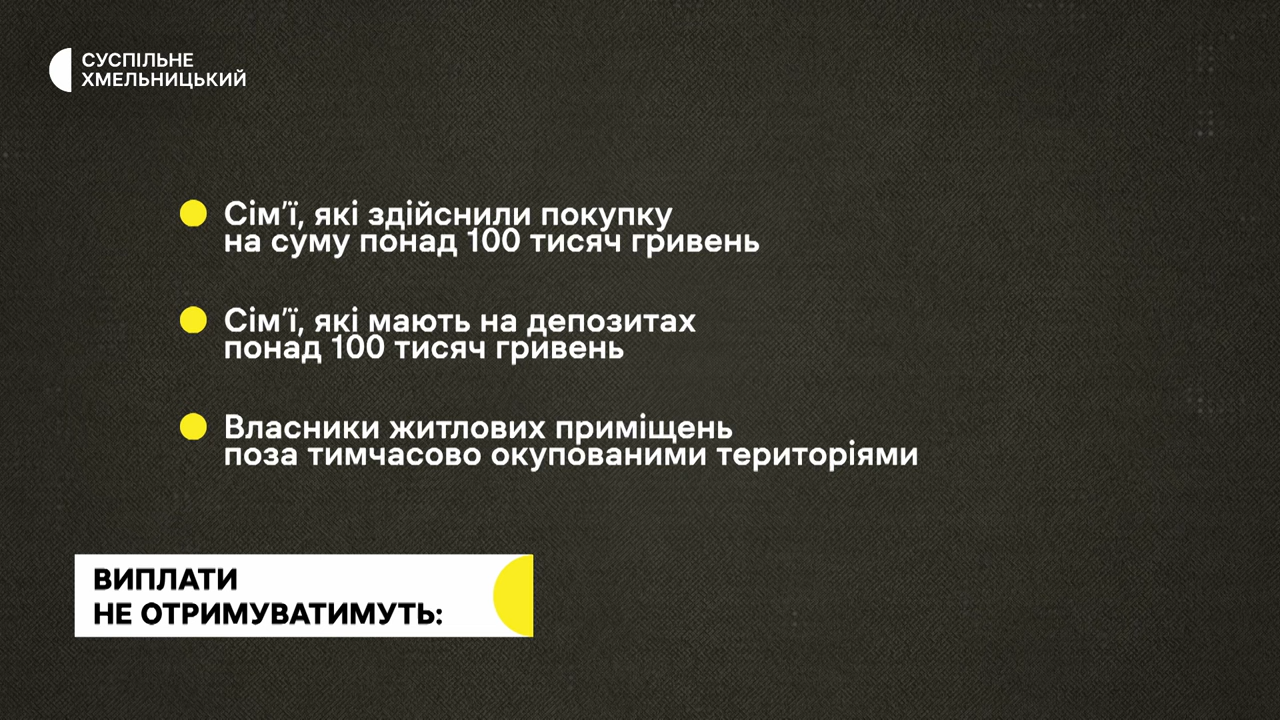 СУСПІЛЬНЕ
ХМЕЛЬНИЦЬКИЙ
Сім’ї, які здійснили покупку
на суму понад 100 тисяч гривень
Сім’ї, які мають на депозитах
понад 100 тисяч гривень
Власники житлових приміщень
поза тимчасово окупованими територіями
ВИПЛАТИ
НЕ ОТРИМУВАТИМУТЬ: